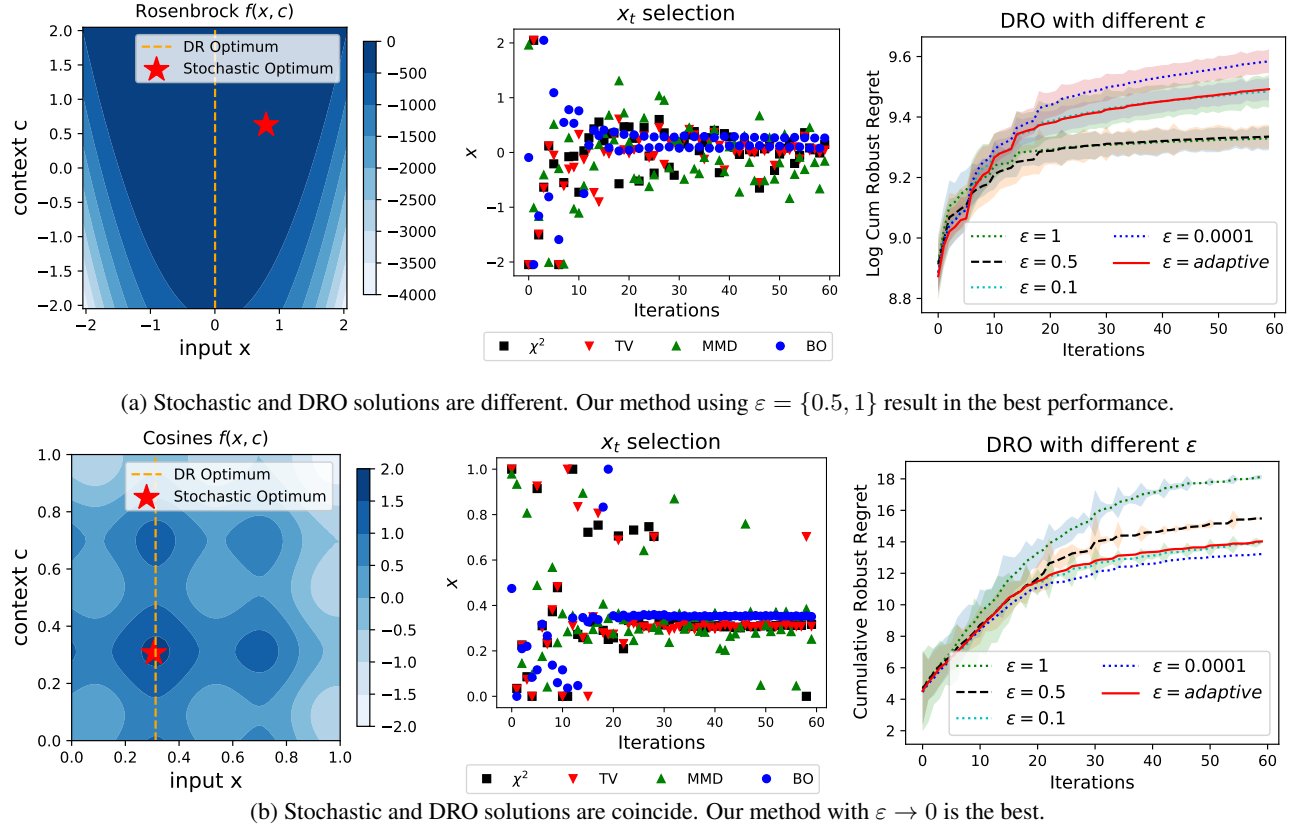 Rosenbrock f(x, c)
DR Optimum
Stochastic Optimum
2.0
1.5
1.0
0.5
0.0
−0.5
−1.0
−1.5
−2.0
context c
−2 −1 0 1 2
input x
0
−500
−1000
−1500
−2000
−2500
−3000
−3500
−4000
x_t selection
2
1
0
−1
−2
x
0 10 20 30 40 50 60
Iterations
χ² TV MMD BO
DRO with different ε
9.6
9.4
9.2
9.0
8.8
Log Cum Robust Regret
ε = 1 ε = 0.0001
ε = 0.5 ε = adaptive
ε = 0.1
0 10 20 30 40 50 60
Iterations
(a) Stochastic and DRO solutions are different. Our method using ε = {0.5, 1} result in the best performance.
Cosines f(x, c)
DR Optimum
Stochastic Optimum
1.0
0.8
0.6
0.4
0.2
0.0
context c
0.0 0.2 0.4 0.6 0.8 1.0
input x
2.0
1.5
1.0
0.5
0.0
−0.5
−1.0
−1.5
−2.0
x_t selection
1.0
0.8
0.6
0.4
0.2
0.0
x
0 10 20 30 40 50 60
Iterations
χ² TV MMD BO
DRO with different ε
18
16
14
12
10
8
6
4
2
Cumulative Robust Regret
ε = 1 ε = 0.0001
ε = 0.5 ε = adaptive
ε = 0.1
0 10 20 30 40 50 60
Iterations
(b) Stochastic and DRO solutions are coincide. Our method with ε → 0 is the best.